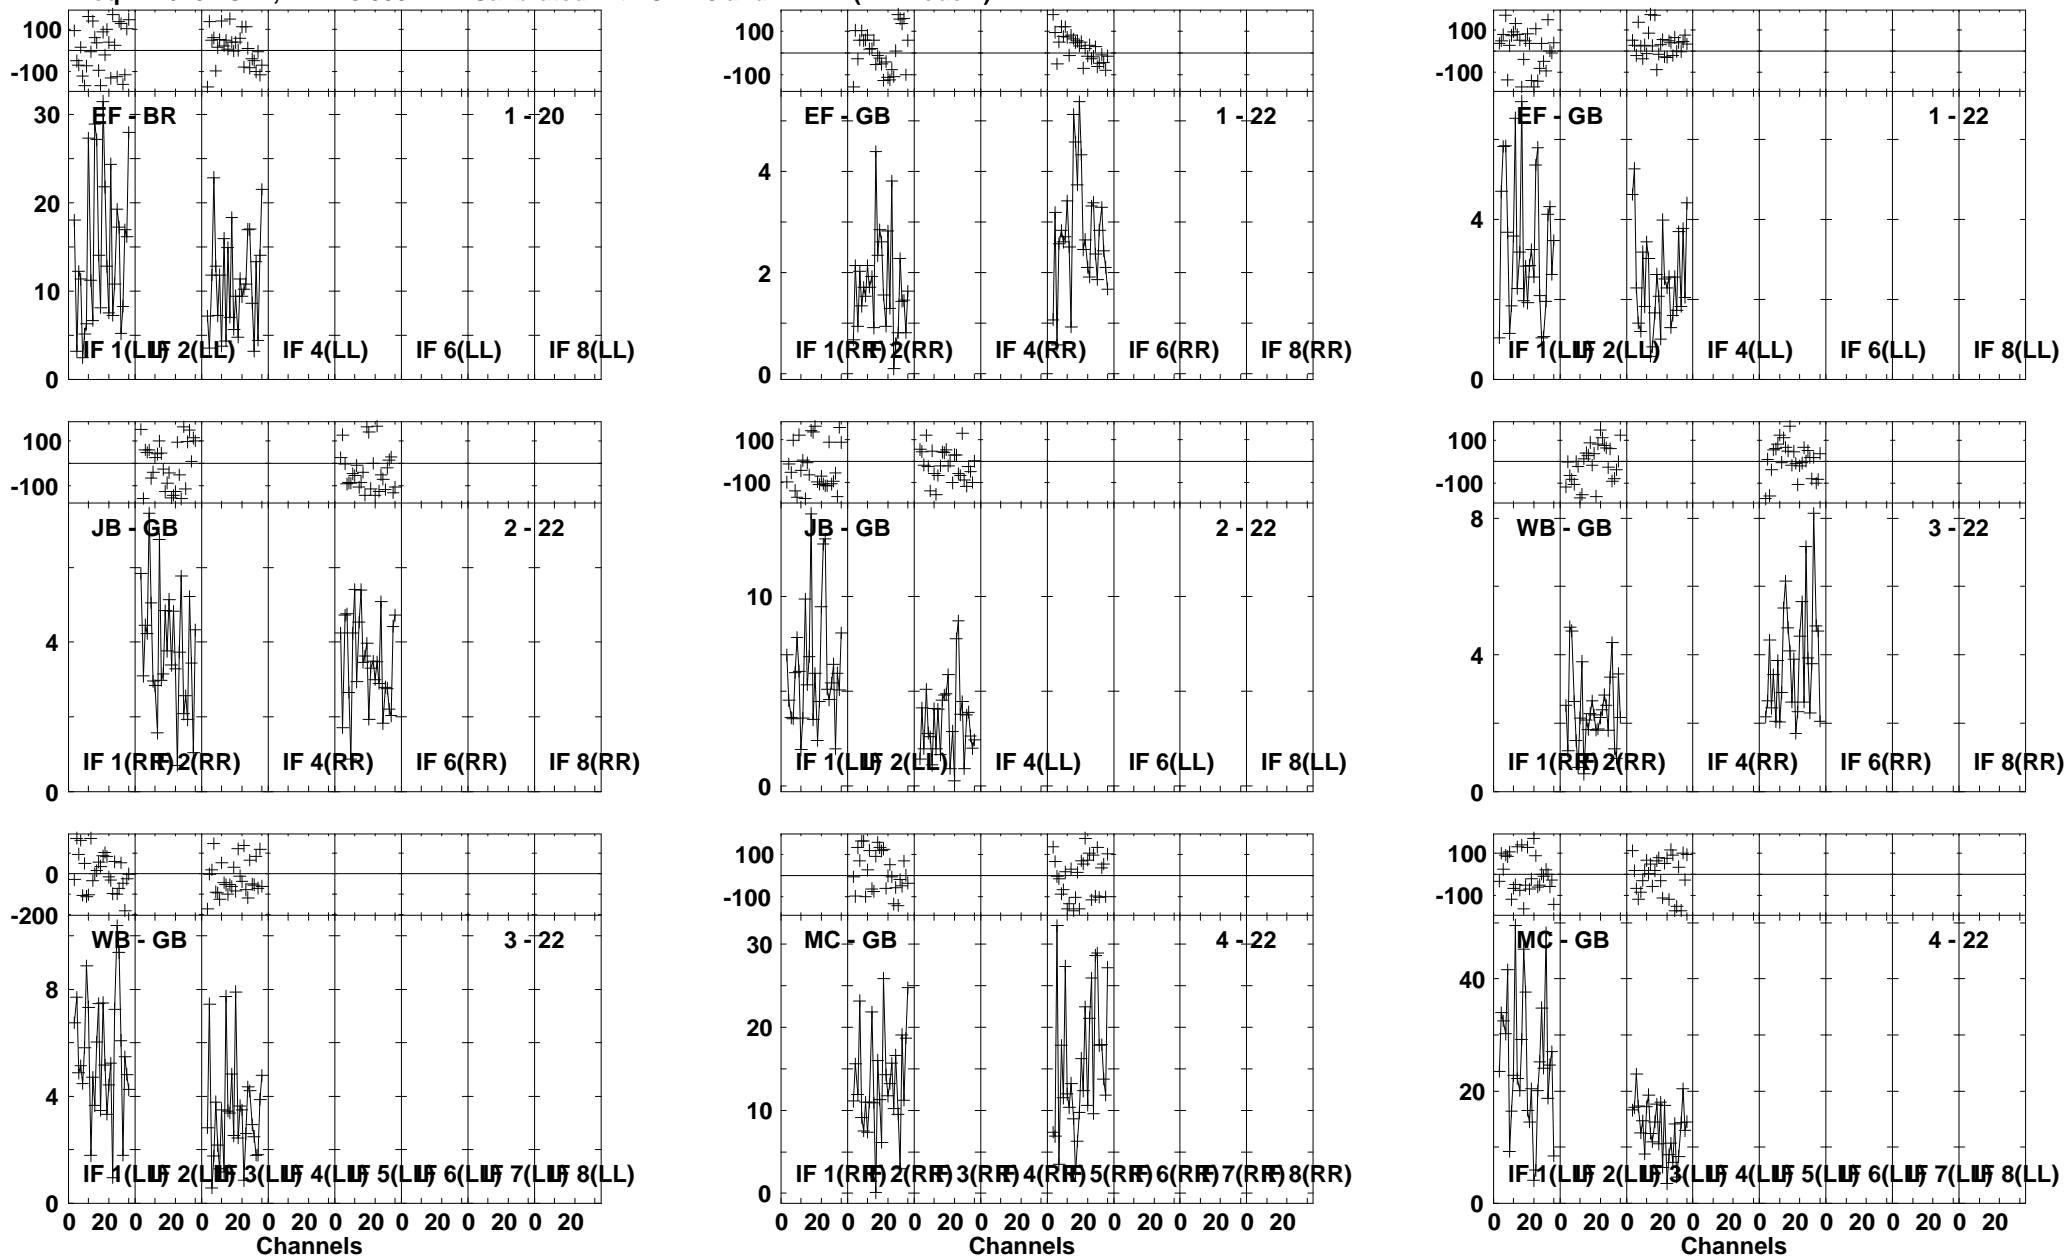 100
-100
30
20
10
0
EF - BR
1 - 20
IF 1(LL)
IF 2(LL)
IF 4(LL)
IF 6(LL)
IF 8(LL)
100
-100
4
2
0
EF - GB
1 - 22
IF 1(RR)
IF 2(RR)
IF 4(RR)
IF 6(RR)
IF 8(RR)
100
-100
4
0
EF - GB
1 - 22
IF 1(LL)
IF 2(LL)
IF 4(LL)
IF 6(LL)
IF 8(LL)
100
-100
4
0
JB - GB
2 - 22
IF 1(RR)
IF 2(RR)
IF 4(RR)
IF 6(RR)
IF 8(RR)
100
-100
10
0
JB - GB
2 - 22
IF 1(LL)
IF 2(LL)
IF 4(LL)
IF 6(LL)
IF 8(LL)
100
-100
8
4
0
WB - GB
3 - 22
IF 1(RR)
IF 2(RR)
IF 4(RR)
IF 6(RR)
IF 8(RR)
0
-200
8
4
0
WB - GB
3 - 22
IF 1(LL)
IF 2(LL)
IF 3(LL)
IF 4(LL)
IF 5(LL)
IF 6(LL)
IF 7(LL)
IF 8(LL)
0 20 0 20 0 20 0 20 0 20 0 20 0 20 0 20
Channels
100
-100
30
20
10
0
MC - GB
4 - 22
IF 1(RR)
IF 2(RR)
IF 3(RR)
IF 4(RR)
IF 5(RR)
IF 6(RR)
IF 7(RR)
IF 8(RR)
0 20 0 20 0 20 0 20 0 20 0 20 0 20 0 20
Channels
100
-100
40
20
0
MC - GB
4 - 22
IF 1(LL)
IF 2(LL)
IF 3(LL)
IF 4(LL)
IF 5(LL)
IF 6(LL)
IF 7(LL)
IF 8(LL)
0 20 0 20 0 20 0 20 0 20 0 20 0 20 0 20
Channels